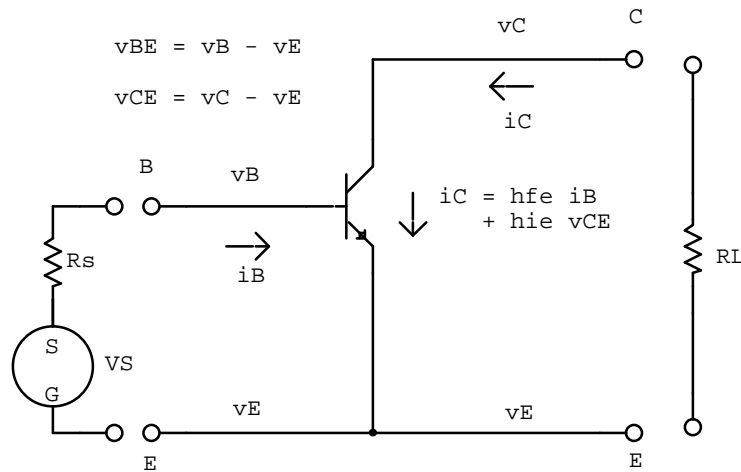 vC
C
vBE = vB - vE
vCE = vC - vE
iC
B
vB
iC = hfe iB
+ hie vCE
Rs
iB
RL
S
VS
G
vE
vE
E
E